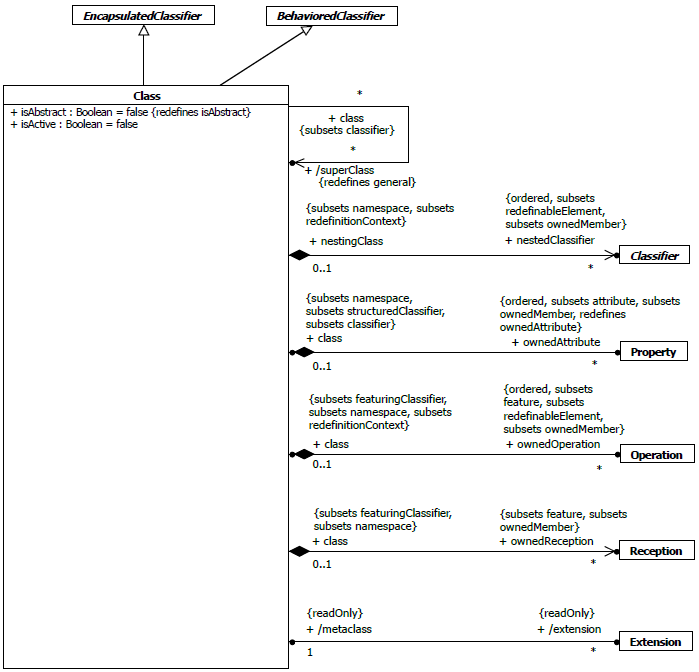 EncapsulatedClassifier
BehavioredClassifier
Class
+ isAbstract : Boolean = false {redefines isAbstract}
+ isActive : Boolean = false
*
+ class
{subsets classifier}
*
+ /superClass
{redefines general}
{subsets namespace, subsets
redefinitionContext}
+ nestingClass
0..1
{ordered, subsets
redefinableElement,
subsets ownedMember}
+ nestedClassifier
*
Classifier
{subsets namespace,
subsets structuredClassifier,
subsets classifier}
+ class
0..1
{ordered, subsets attribute, subsets
ownedMember, redefines
ownedAttribute}
+ ownedAttribute
*
Property
{subsets featuringClassifier,
subsets namespace, subsets
redefinitionContext}
+ class
0..1
{ordered, subsets
feature, subsets
redefinableElement,
subsets ownedMember}
+ ownedOperation
*
Operation
{subsets featuringClassifier,
subsets namespace}
+ class
0..1
{subsets feature, subsets
ownedMember}
+ ownedReception
*
Reception
{readOnly}
+ /metaclass
1
{readOnly}
+ /extension
*
Extension